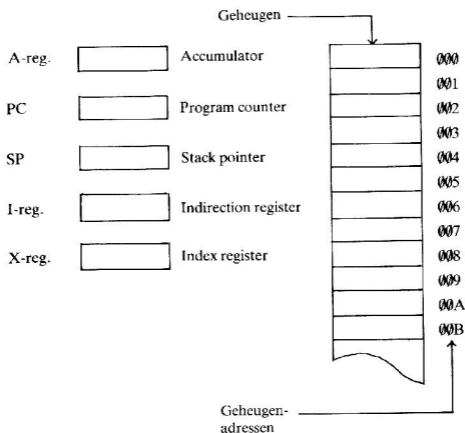 Geheugen
A-reg. Accumulator
PC Program counter
SP Stack pointer
I-reg. Indirection register
X-reg. Index register
000
001
002
003
004
005
006
007
008
009
00A
00B
Geheugen-
adressen